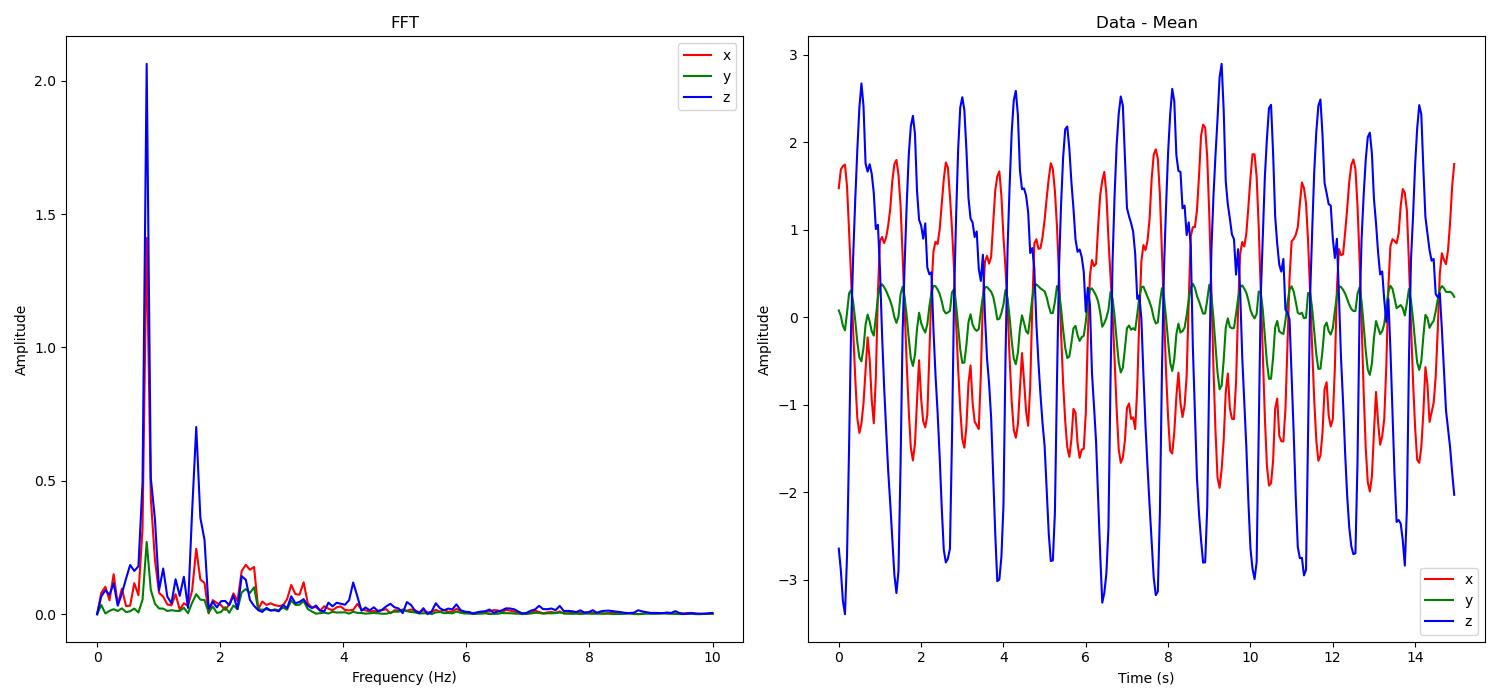 FFT
Amplitude
2.0
1.5
1.0
0.5
0.0
x
y
z
0 2 4 6 8 10
Frequency (Hz)
Data - Mean
Amplitude
3
2
1
0
−1
−2
−3
x
y
z
0 2 4 6 8 10 12 14
Time (s)